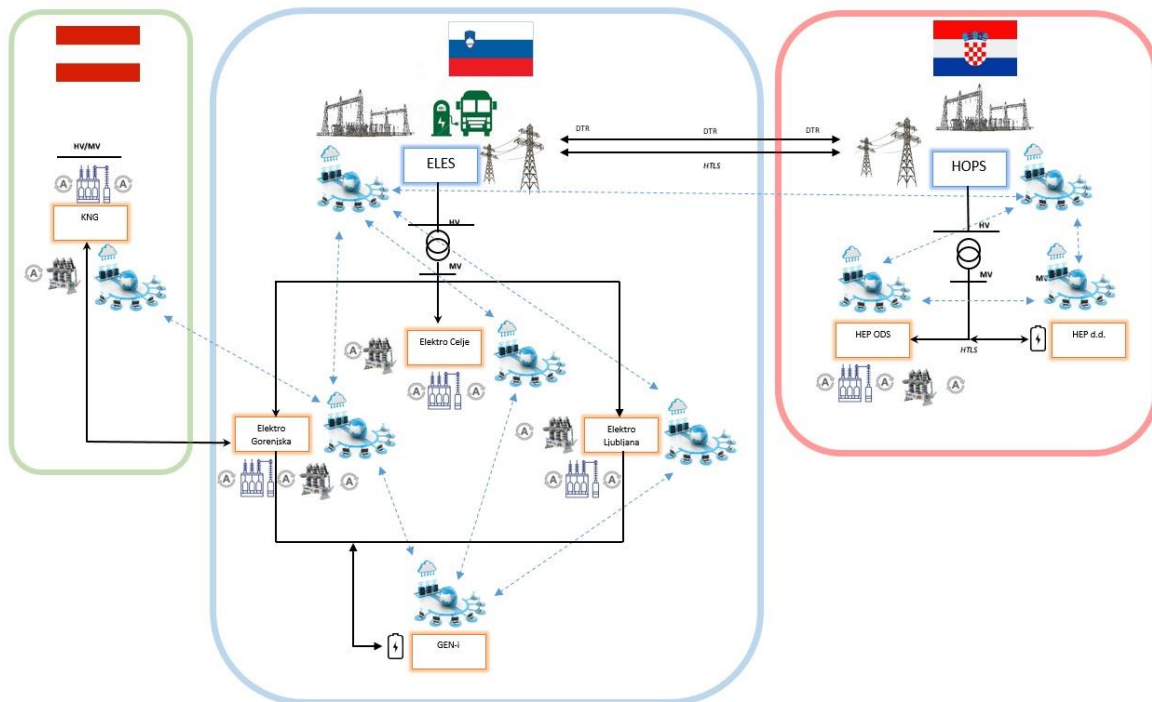 HV/MV
A
A
KNG
A
ELES
HV
MV
DTR
DTR
DTR
HTLS
HOPS
HV
MV
HEP ODS
HTLS
HEP d.d.
A
A
A
A
Elektro Celje
A
A
Elektro
Gorenjska
A
A
A
A
Elektro
Ljubljana
A
A
GEN-i